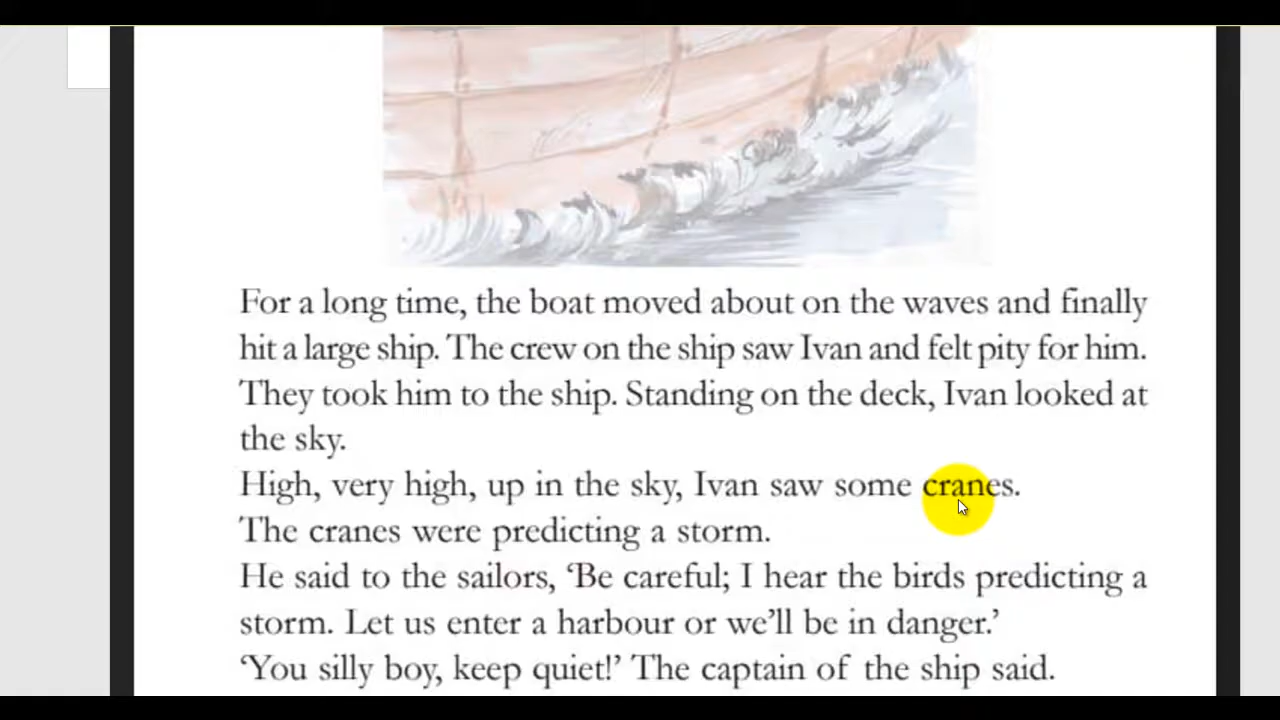 For a long time, the boat moved about on the waves and finally
hit a large ship. The crew on the ship saw Ivan and felt pity for him.
They took him to the ship. Standing on the deck, Ivan looked at
the sky.
High, very high, up in the sky, Ivan saw some cranes.
The cranes were predicting a storm.
He said to the sailors, ‘Be careful; I hear the birds predicting a
storm. Let us enter a harbour or we’ll be in danger.’
‘You silly boy, keep quiet!’ The captain of the ship said.